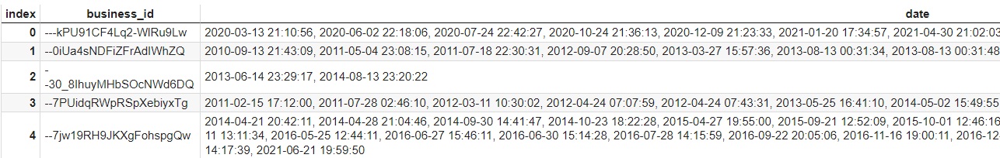 index business_id date
0 ---kPU91CF4Lq2-WlRu9Lw 2020-03-13 21:10:56, 2020-06-02 22:18:06, 2020-07-24 22:42:27, 2020-10-24 21:36:13, 2020-12-09 21:23:33, 2021-01-20 17:34:57, 2021-04-30 21:02:03
1 --0iUa4sNDFiZFrAdIWhZQ 2010-09-13 21:43:09, 2011-05-04 23:08:15, 2011-07-18 22:30:31, 2012-09-07 20:28:50, 2013-03-27 15:57:36, 2013-08-13 00:31:34, 2013-08-13 00:31:48
-
2 -30_8IhuyMHbSOcNWd6DQ 2013-06-14 23:29:17, 2014-08-13 23:20:22
3 --7PUidqRWpRSpXebiyxTg 2011-02-15 17:12:00, 2011-07-28 02:46:10, 2012-03-11 10:30:02, 2012-04-24 07:07:59, 2012-04-24 07:43:31, 2013-05-25 16:41:10, 2014-05-02 15:49:55
2014-04-21 20:42:11, 2014-04-28 21:04:46, 2014-09-30 14:41:47, 2014-10-23 18:22:28, 2015-04-27 19:55:00, 2015-09-21 12:52:09, 2015-10-01 12:46:16
4 --7jw19RH9JKXgFohspgQw 11 13:11:34, 2016-05-25 12:44:11, 2016-06-27 15:46:11, 2016-06-30 15:14:28, 2016-07-28 14:15:59, 2016-09-22 20:05:06, 2016-11-16 19:00:11, 2016-12-
14:17:39, 2021-06-21 19:59:50